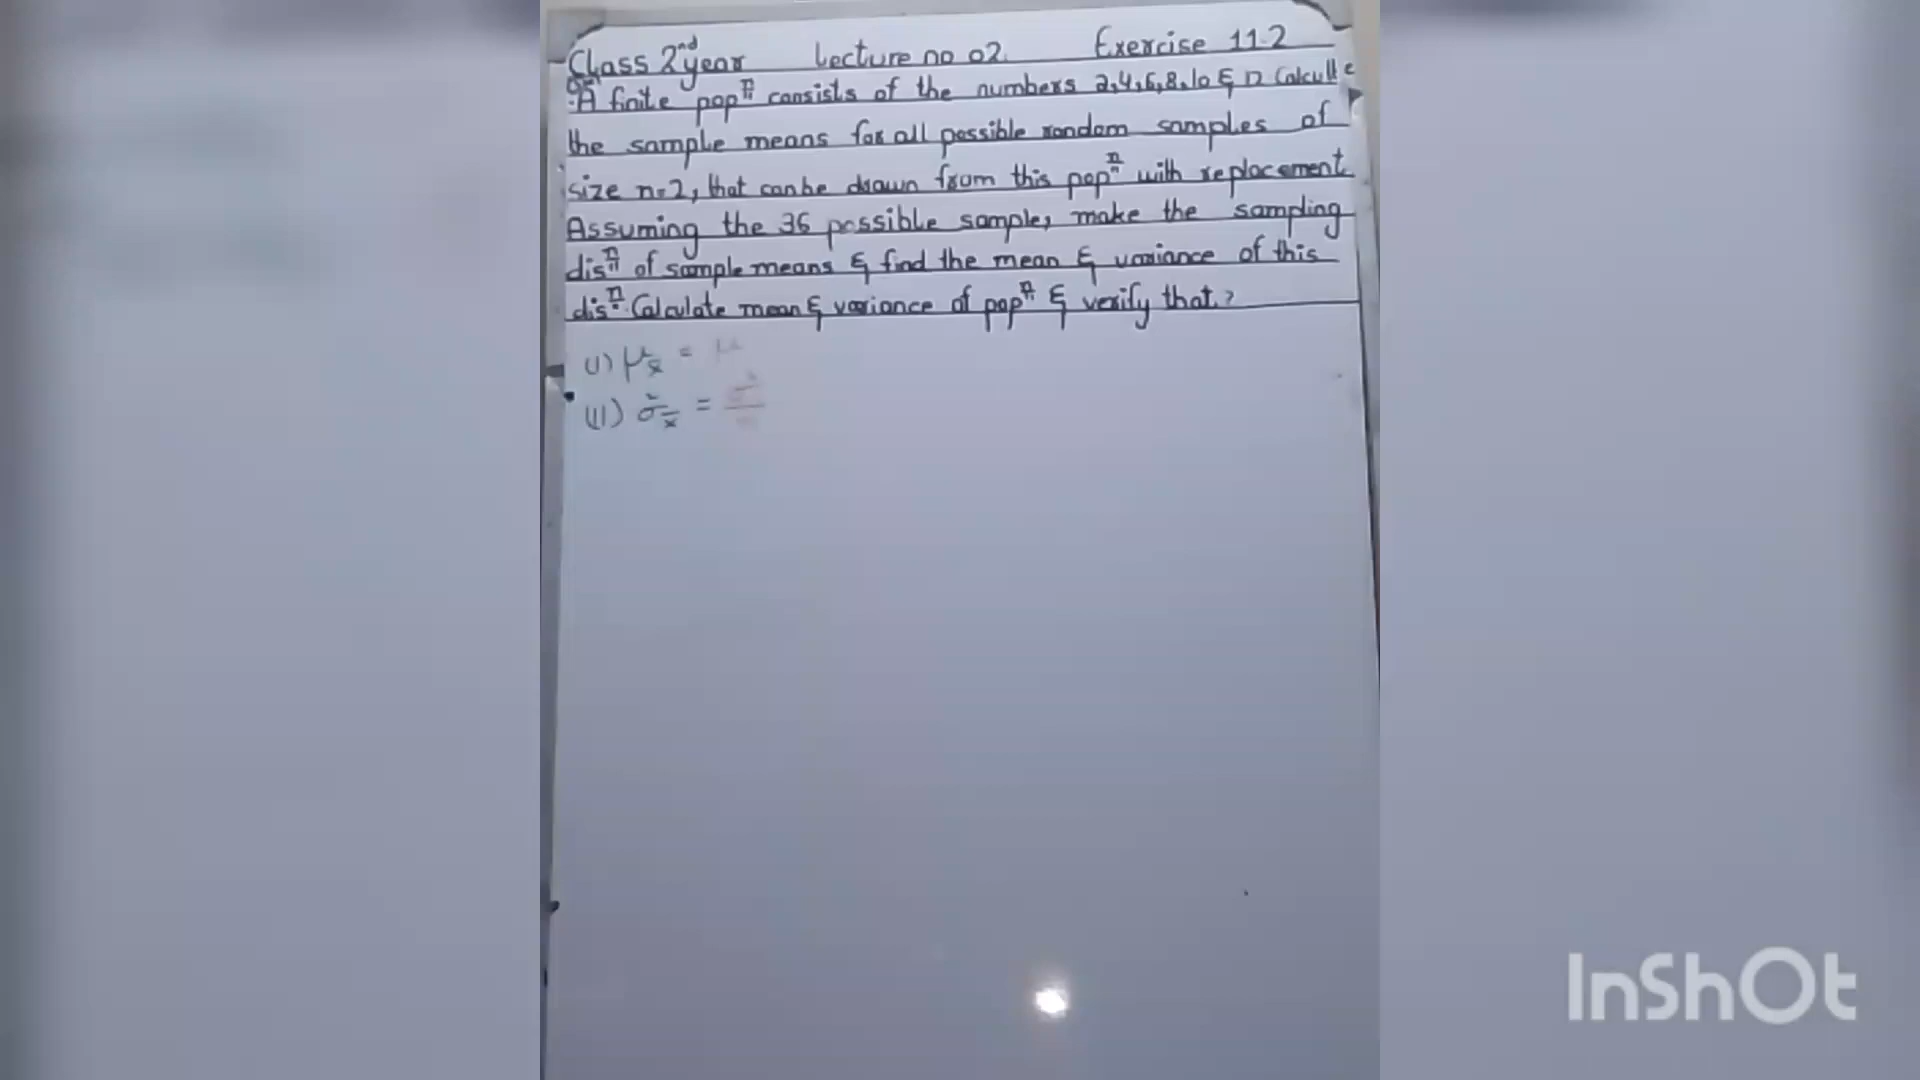 Class 2nd year Lecture no 02. Exercise 11.2
A finite popⁿ consists of the numbers 2,4,6,8,10 & 12 Calculte
the sample means for all possible random samples of
size n=2, that can be drawn from this popⁿ with replacement
Assuming the 36 possible sample, make the sampling
disⁿ of sample means & find the mean & variance of this
disⁿ. Calculate mean & variance of popⁿ & verify that.?
(I) μx̄ = μ
(II) σ²x̄ = σ²/n
InShOt